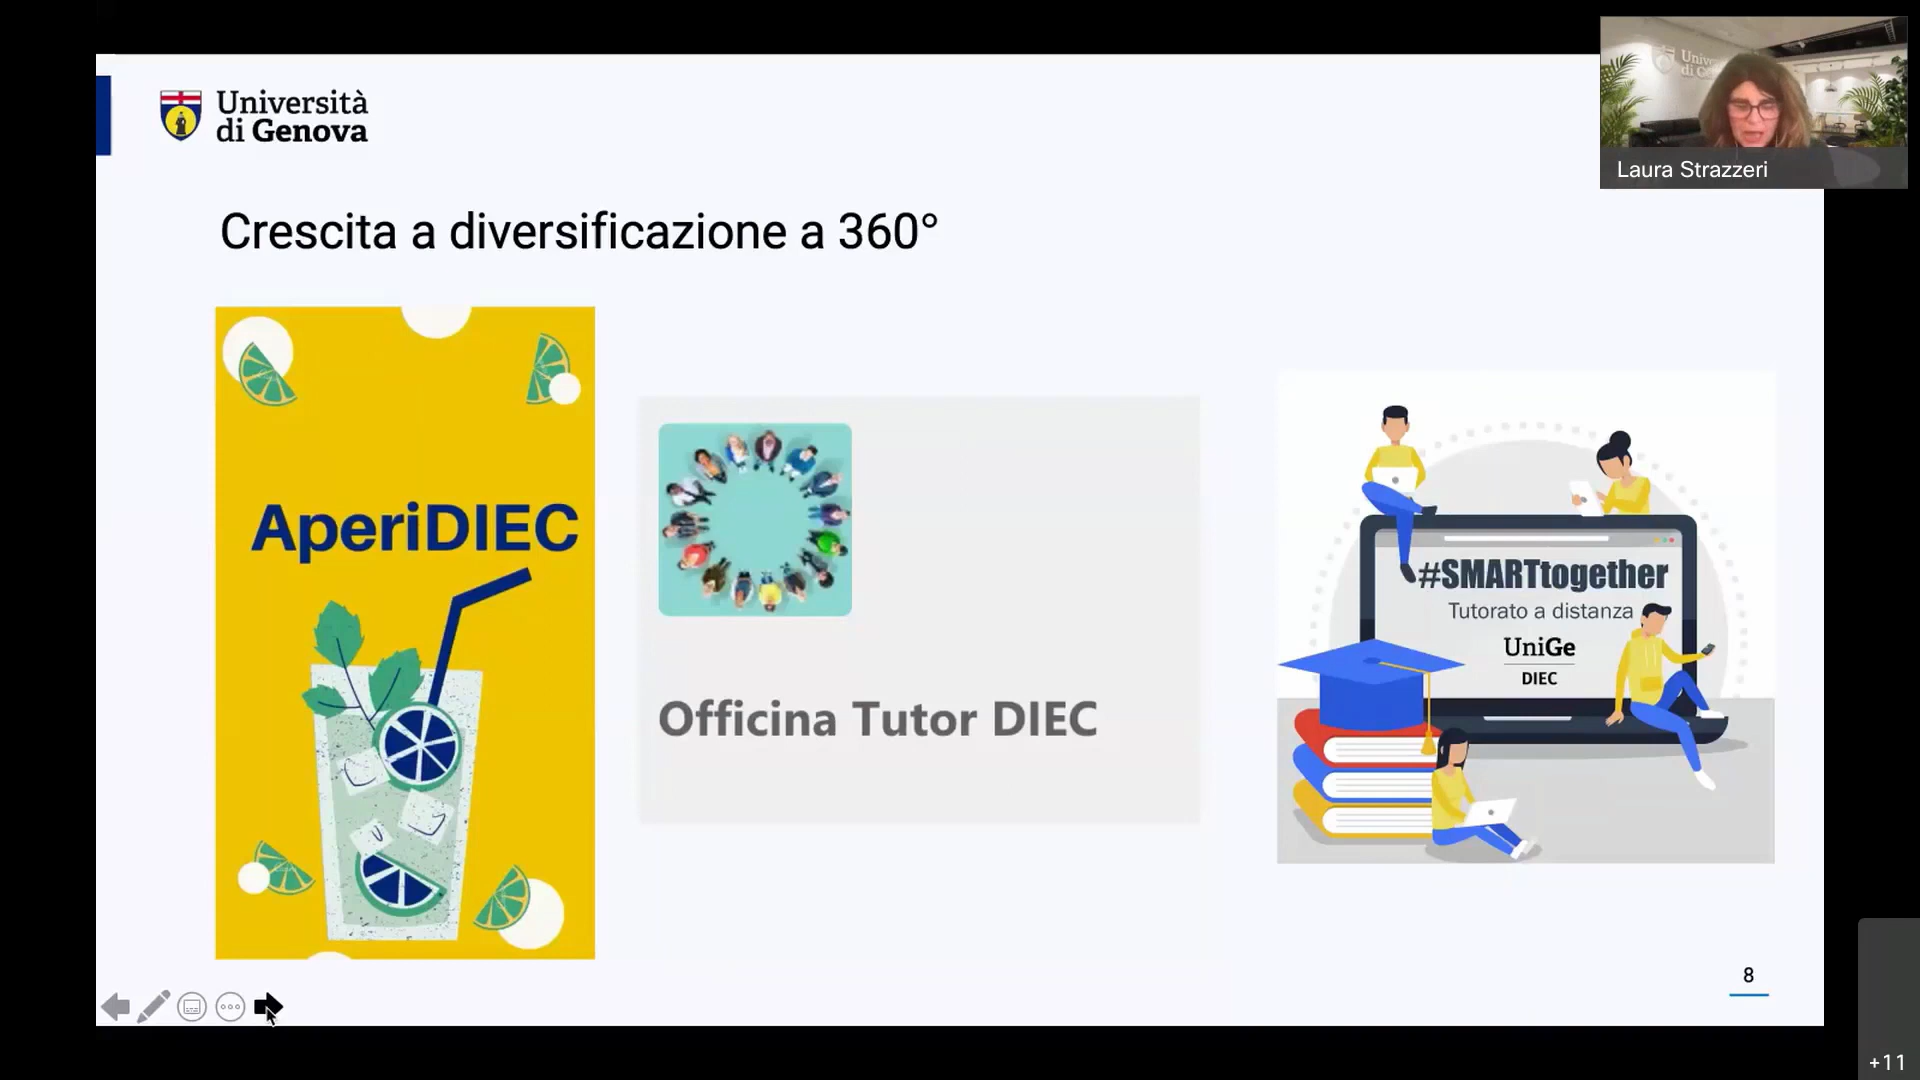 Università
di Genova
Laura Strazzeri
Crescita a diversificazione a 360°
AperiDIEC
Officina Tutor DIEC
#SMARTtogether
Tutorato a distanza
UniGe
DIEC
8
+11